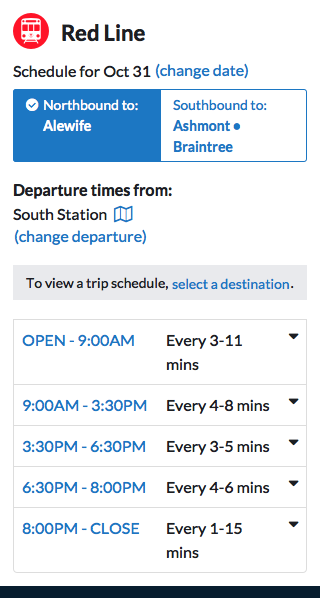 Red Line
Schedule for Oct 31 (change date)
Northbound to:
Alewife
Southbound to:
Ashmont •
Braintree
Departure times from:
South Station
(change departure)
To view a trip schedule, select a destination.
OPEN - 9:00AM Every 3-11
mins
9:00AM - 3:30PM Every 4-8 mins
3:30PM - 6:30PM Every 3-5 mins
6:30PM - 8:00PM Every 4-6 mins
8:00PM - CLOSE Every 1-15
mins